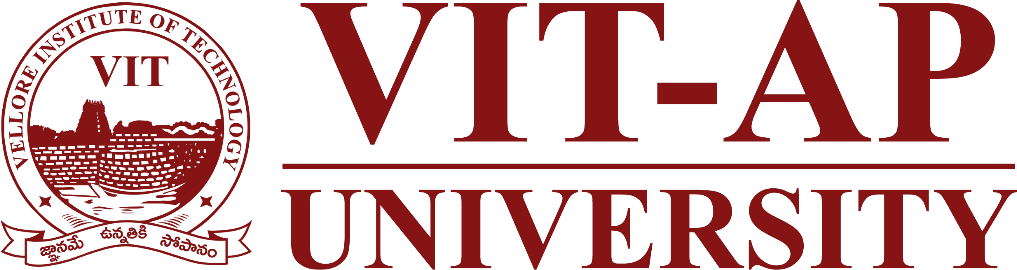 VELLORE INSTITUTE OF TECHNOLOGY
VIT
జ్ఞానమే ఉన్నతికి సోపానం
VIT-AP
UNIVERSITY